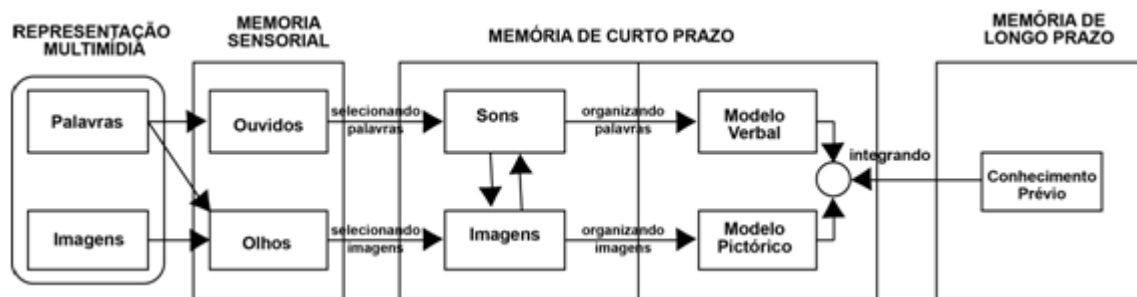 REPRESENTAÇÃO
MULTIMÍDIA
MEMORIA
SENSORIAL
MEMÓRIA DE CURTO PRAZO
MEMÓRIA DE
LONGO PRAZO
Palavras
Ouvidos
selecionando
palavras
Sons
organizando
palavras
Modelo
Verbal
integrando
Conhecimento
Prévio
Imagens
Olhos
selecionando
imagens
Imagens
organizando
imagens
Modelo
Pictórico